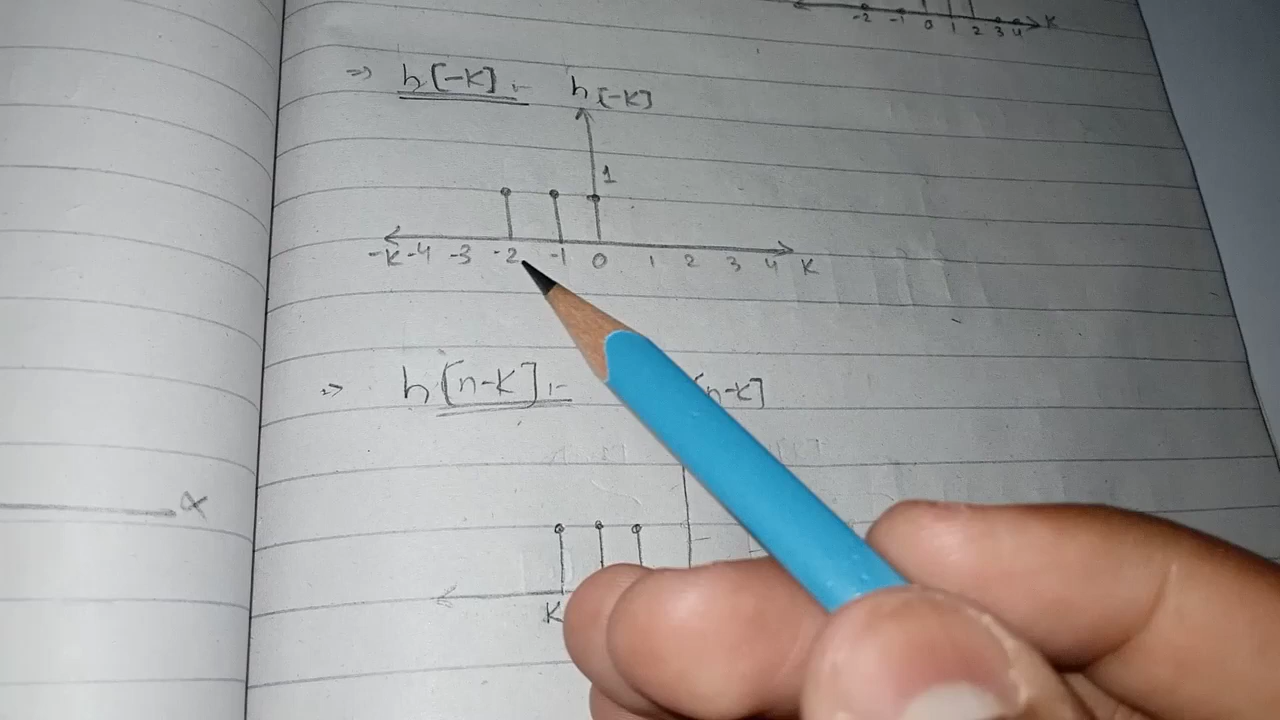 -2 -1 0 1 2 3 4 K
=> h[-K] :- h[-K]
1
-K -4 -3 -2 -1 0 1 2 3 4 K
=> h[n-K] :- n-K]
K